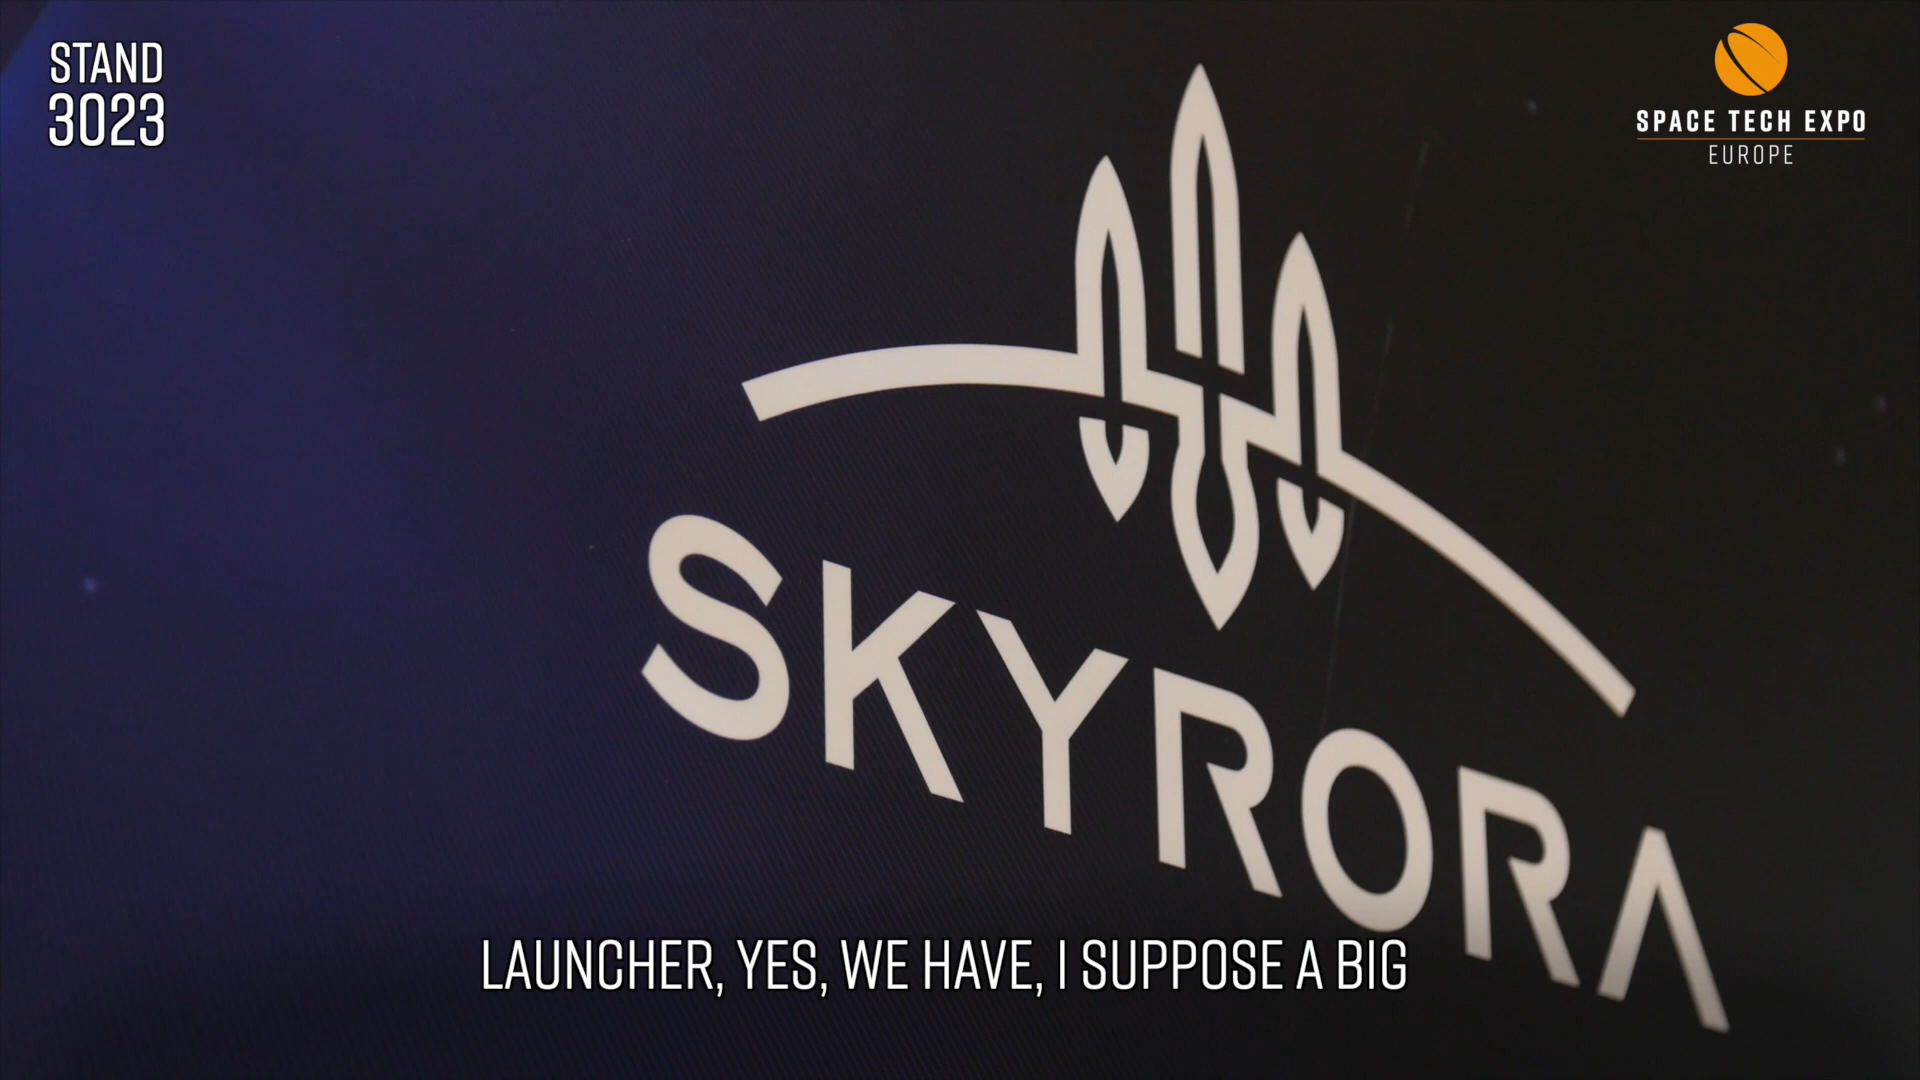 STAND
3023
SPACE TECH EXPO
EUROPE
SKYRORA
LAUNCHER, YES, WE HAVE, I SUPPOSE A BIG